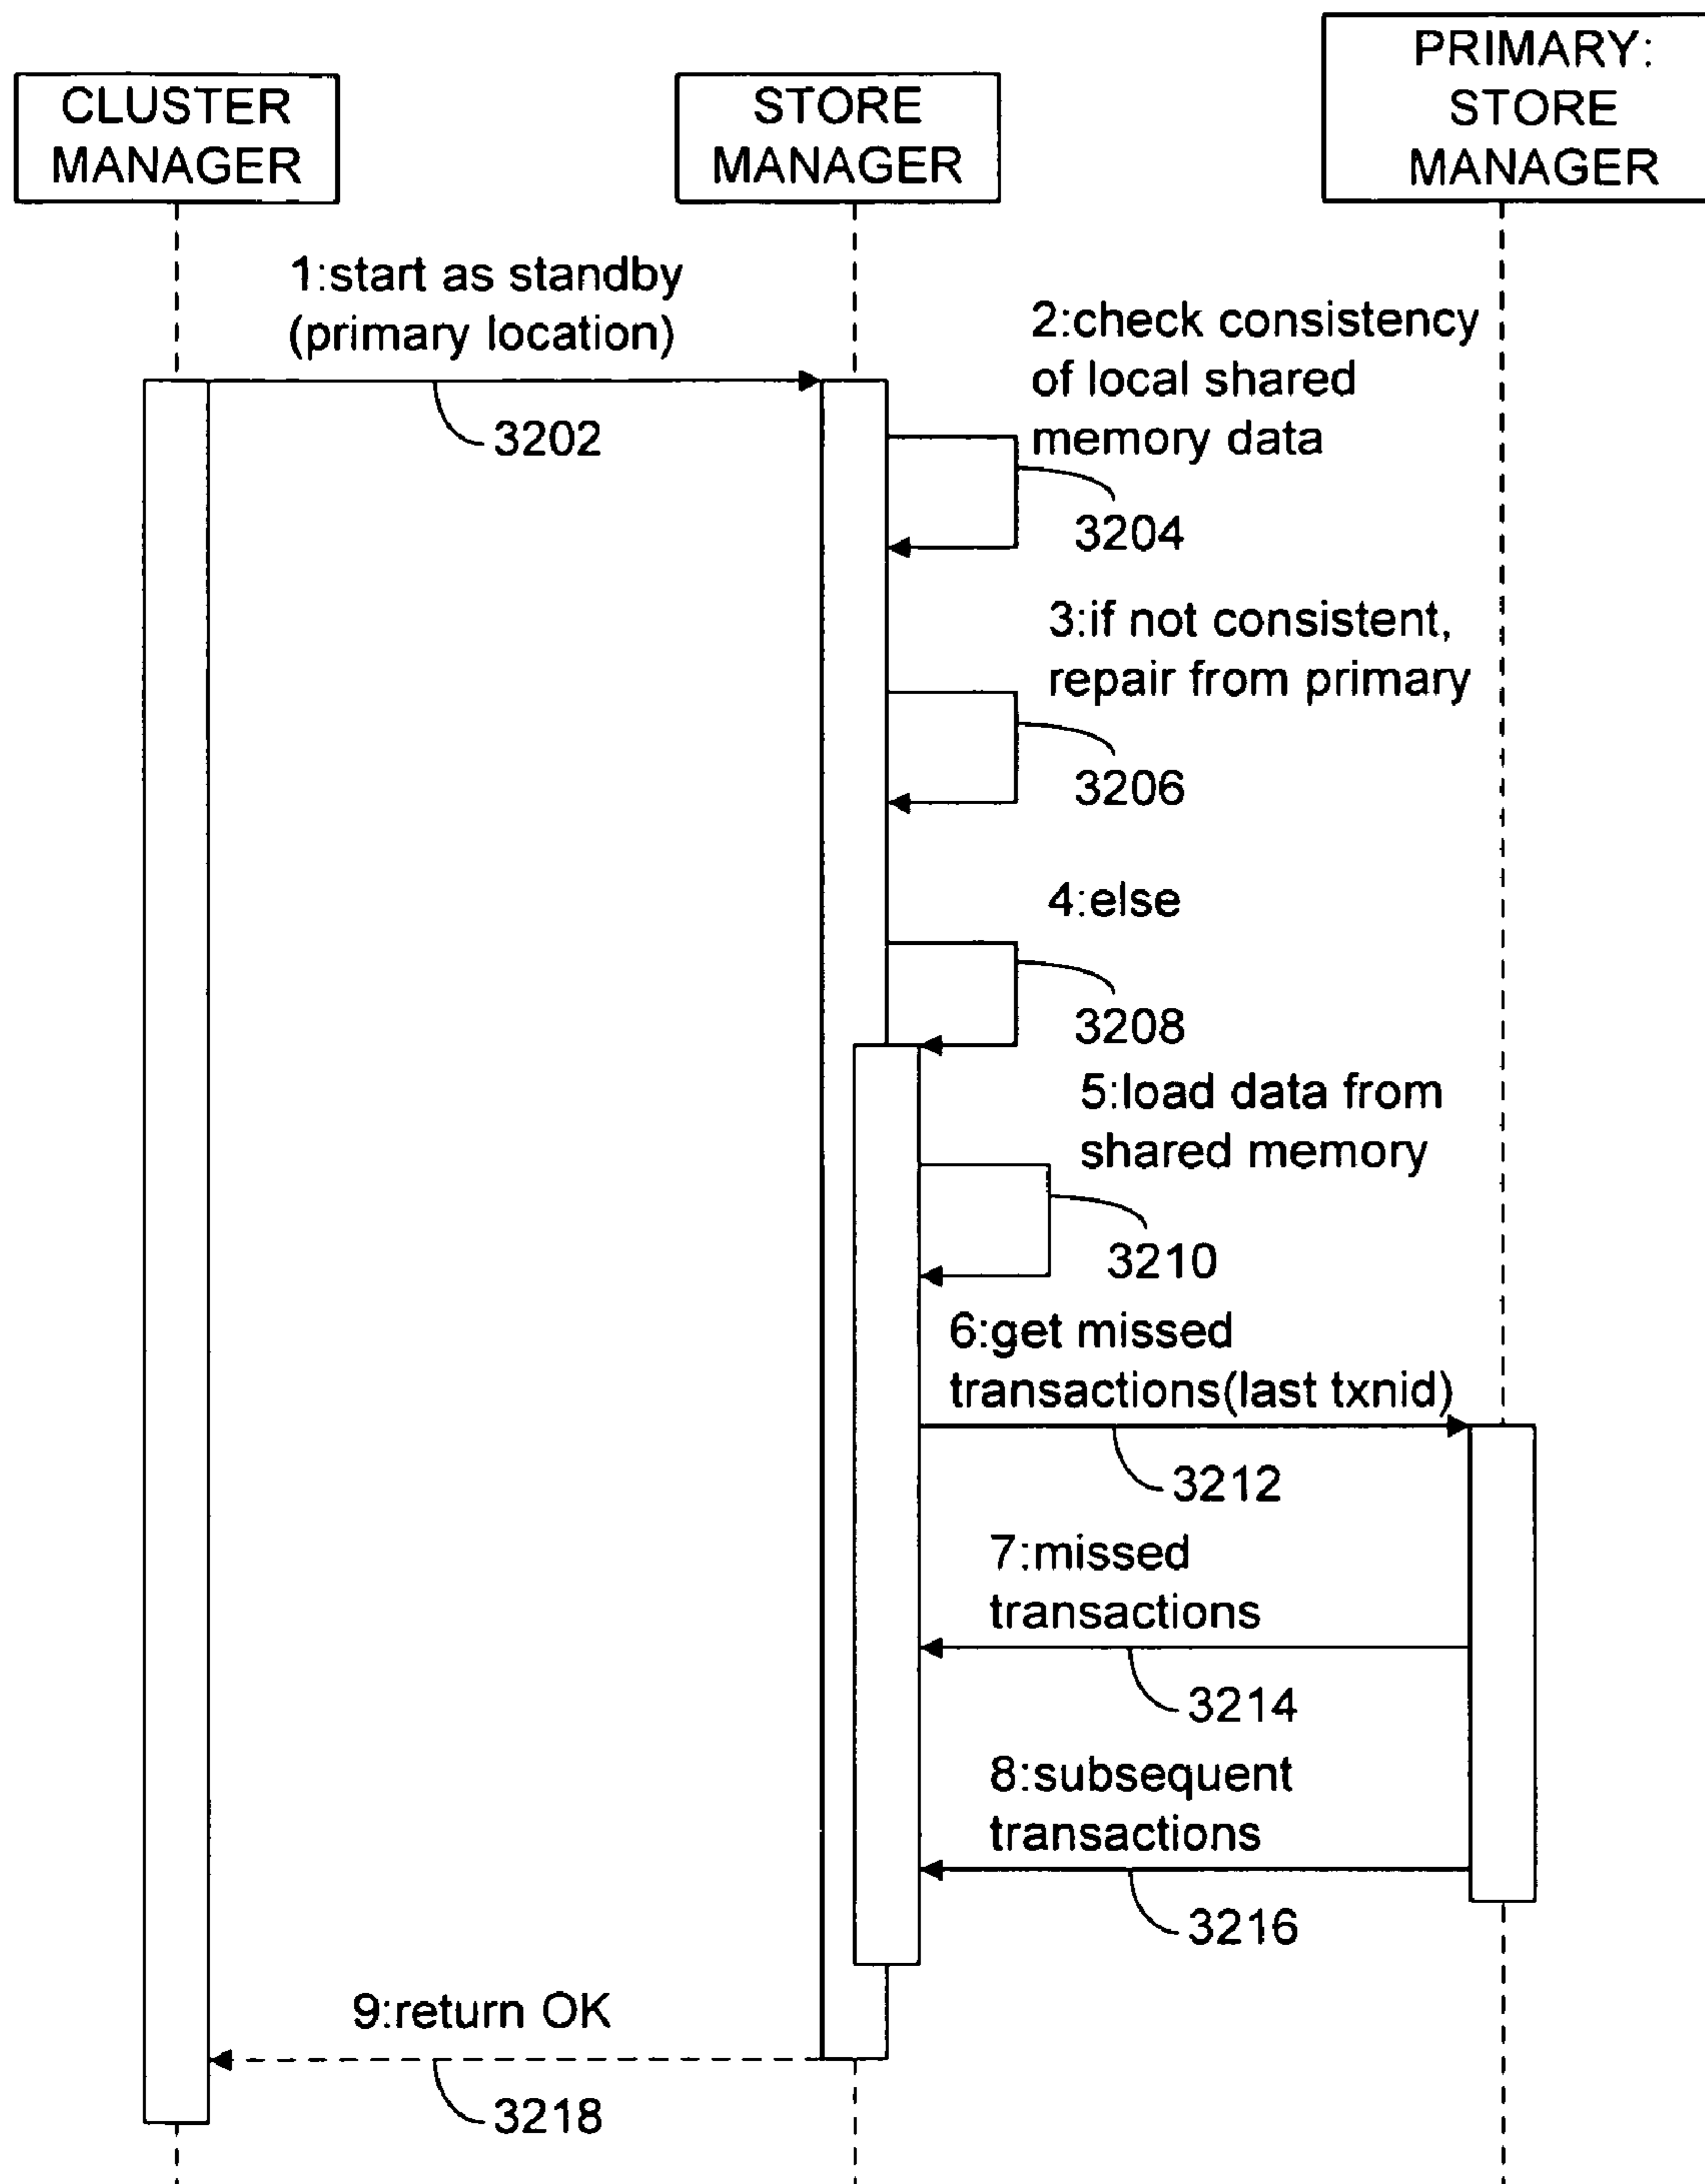 CLUSTER
MANAGER
STORE
MANAGER
PRIMARY:
STORE
MANAGER
1:start as standby
(primary location)
3202
2:check consistency
of local shared
memory data
3204
3:if not consistent,
repair from primary
3206
4:else
3208
5:load data from
shared memory
3210
6:get missed
transactions(last txnid)
3212
7:missed
transactions
3214
8:subsequent
transactions
3216
9:return OK
3218